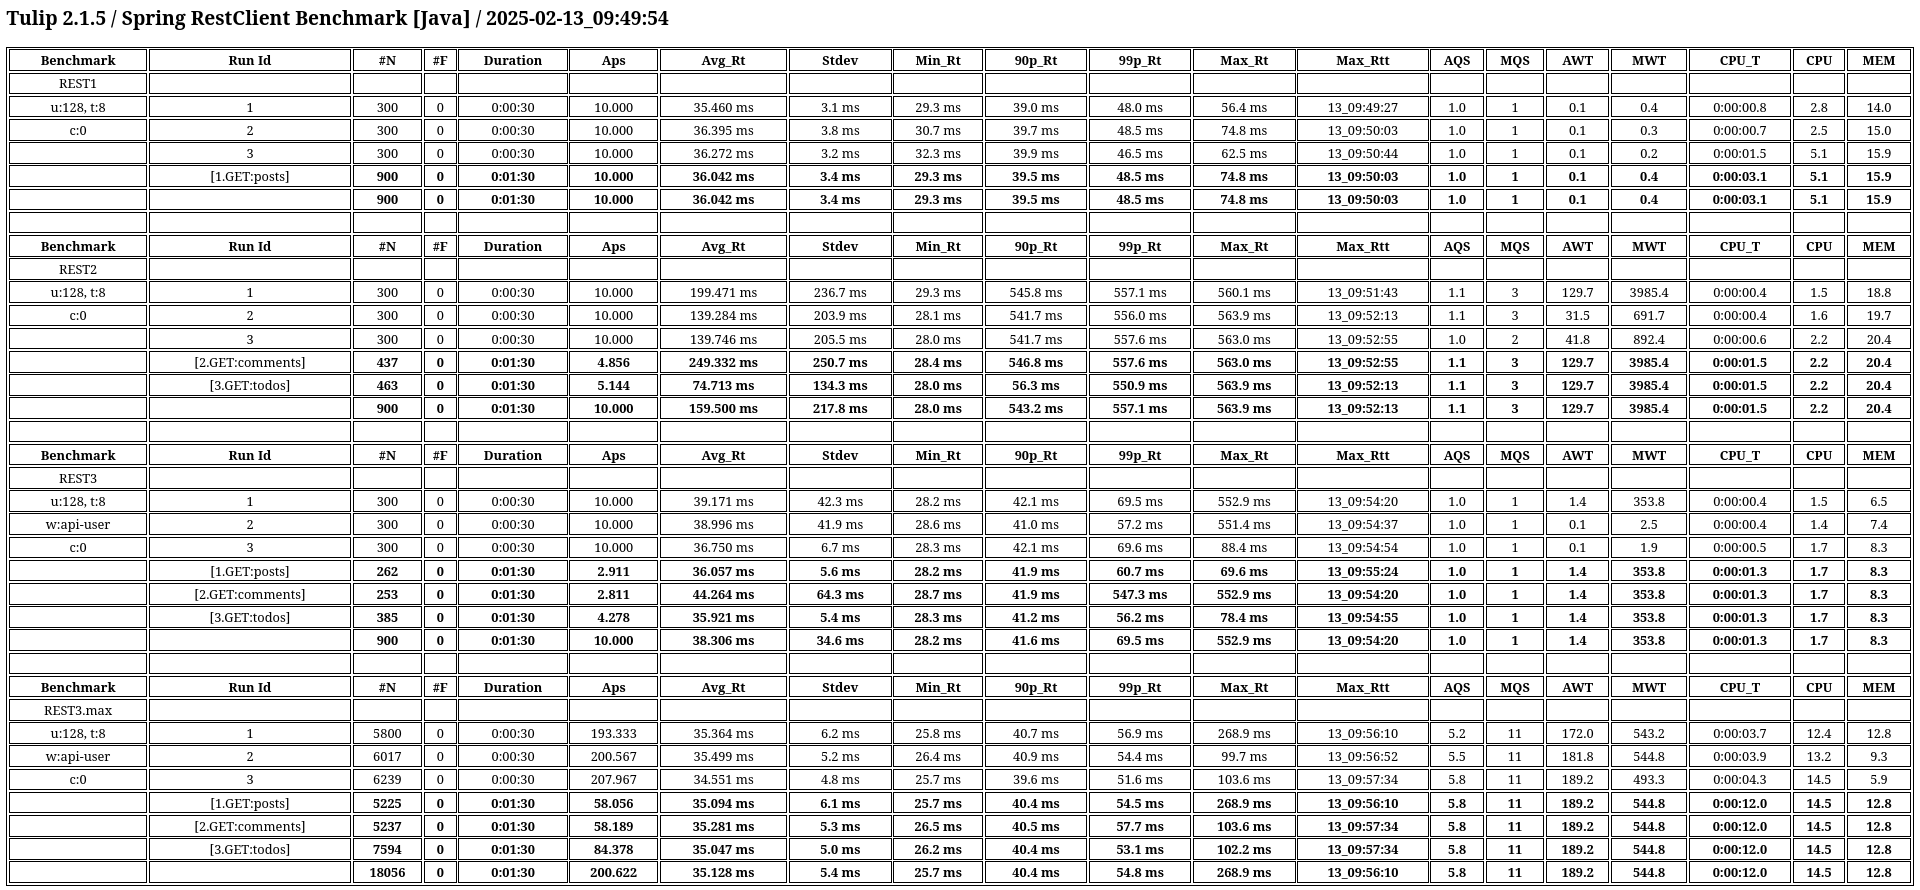 Tulip 2.1.5 / Spring RestClient Benchmark [Java] / 2025-02-13_09:49:54
Benchmark Run Id #N #F Duration Aps Avg_Rt Stdev Min_Rt 90p_Rt 99p_Rt Max_Rt Max_Rtt AQS MQS AWT MWT CPU_T CPU MEM
REST1
u:128, t:8 1 300 0 0:00:30 10.000 35.460 ms 3.1 ms 29.3 ms 39.0 ms 48.0 ms 56.4 ms 13_09:49:27 1.0 1 0.1 0.4 0:00:00.8 2.8 14.0
c:0 2 300 0 0:00:30 10.000 36.395 ms 3.8 ms 30.7 ms 39.7 ms 48.5 ms 74.8 ms 13_09:50:03 1.0 1 0.1 0.3 0:00:00.7 2.5 15.0
3 300 0 0:00:30 10.000 36.272 ms 3.2 ms 32.3 ms 39.9 ms 46.5 ms 62.5 ms 13_09:50:44 1.0 1 0.1 0.2 0:00:01.5 5.1 15.9
[1.GET:posts] 900 0 0:01:30 10.000 36.042 ms 3.4 ms 29.3 ms 39.5 ms 48.5 ms 74.8 ms 13_09:50:03 1.0 1 0.1 0.4 0:00:03.1 5.1 15.9
900 0 0:01:30 10.000 36.042 ms 3.4 ms 29.3 ms 39.5 ms 48.5 ms 74.8 ms 13_09:50:03 1.0 1 0.1 0.4 0:00:03.1 5.1 15.9
Benchmark Run Id #N #F Duration Aps Avg_Rt Stdev Min_Rt 90p_Rt 99p_Rt Max_Rt Max_Rtt AQS MQS AWT MWT CPU_T CPU MEM
REST2
u:128, t:8 1 300 0 0:00:30 10.000 199.471 ms 236.7 ms 29.3 ms 545.8 ms 557.1 ms 560.1 ms 13_09:51:43 1.1 3 129.7 3985.4 0:00:00.4 1.5 18.8
c:0 2 300 0 0:00:30 10.000 139.284 ms 203.9 ms 28.1 ms 541.7 ms 556.0 ms 563.9 ms 13_09:52:13 1.1 3 31.5 691.7 0:00:00.4 1.6 19.7
3 300 0 0:00:30 10.000 139.746 ms 205.5 ms 28.0 ms 541.7 ms 557.6 ms 563.0 ms 13_09:52:55 1.0 2 41.8 892.4 0:00:00.6 2.2 20.4
[2.GET:comments] 437 0 0:01:30 4.856 249.332 ms 250.7 ms 28.4 ms 546.8 ms 557.6 ms 563.0 ms 13_09:52:55 1.1 3 129.7 3985.4 0:00:01.5 2.2 20.4
[3.GET:todos] 463 0 0:01:30 5.144 74.713 ms 134.3 ms 28.0 ms 56.3 ms 550.9 ms 563.9 ms 13_09:52:13 1.1 3 129.7 3985.4 0:00:01.5 2.2 20.4
900 0 0:01:30 10.000 159.500 ms 217.8 ms 28.0 ms 543.2 ms 557.1 ms 563.9 ms 13_09:52:13 1.1 3 129.7 3985.4 0:00:01.5 2.2 20.4
Benchmark Run Id #N #F Duration Aps Avg_Rt Stdev Min_Rt 90p_Rt 99p_Rt Max_Rt Max_Rtt AQS MQS AWT MWT CPU_T CPU MEM
REST3
u:128, t:8 1 300 0 0:00:30 10.000 39.171 ms 42.3 ms 28.2 ms 42.1 ms 69.5 ms 552.9 ms 13_09:54:20 1.0 1 1.4 353.8 0:00:00.4 1.5 6.5
w:api-user 2 300 0 0:00:30 10.000 38.996 ms 41.9 ms 28.6 ms 41.0 ms 57.2 ms 551.4 ms 13_09:54:37 1.0 1 0.1 2.5 0:00:00.4 1.4 7.4
c:0 3 300 0 0:00:30 10.000 36.750 ms 6.7 ms 28.3 ms 42.1 ms 69.6 ms 88.4 ms 13_09:54:54 1.0 1 0.1 1.9 0:00:00.5 1.7 8.3
[1.GET:posts] 262 0 0:01:30 2.911 36.057 ms 5.6 ms 28.2 ms 41.9 ms 60.7 ms 69.6 ms 13_09:55:24 1.0 1 1.4 353.8 0:00:01.3 1.7 8.3
[2.GET:comments] 253 0 0:01:30 2.811 44.264 ms 64.3 ms 28.7 ms 41.9 ms 547.3 ms 552.9 ms 13_09:54:20 1.0 1 1.4 353.8 0:00:01.3 1.7 8.3
[3.GET:todos] 385 0 0:01:30 4.278 35.921 ms 5.4 ms 28.3 ms 41.2 ms 56.2 ms 78.4 ms 13_09:54:55 1.0 1 1.4 353.8 0:00:01.3 1.7 8.3
900 0 0:01:30 10.000 38.306 ms 34.6 ms 28.2 ms 41.6 ms 69.5 ms 552.9 ms 13_09:54:20 1.0 1 1.4 353.8 0:00:01.3 1.7 8.3
Benchmark Run Id #N #F Duration Aps Avg_Rt Stdev Min_Rt 90p_Rt 99p_Rt Max_Rt Max_Rtt AQS MQS AWT MWT CPU_T CPU MEM
REST3.max
u:128, t:8 1 5800 0 0:00:30 193.333 35.364 ms 6.2 ms 25.8 ms 40.7 ms 56.9 ms 268.9 ms 13_09:56:10 5.2 11 172.0 543.2 0:00:03.7 12.4 12.8
w:api-user 2 6017 0 0:00:30 200.567 35.499 ms 5.2 ms 26.4 ms 40.9 ms 54.4 ms 99.7 ms 13_09:56:52 5.5 11 181.8 544.8 0:00:03.9 13.2 9.3
c:0 3 6239 0 0:00:30 207.967 34.551 ms 4.8 ms 25.7 ms 39.6 ms 51.6 ms 103.6 ms 13_09:57:34 5.8 11 189.2 493.3 0:00:04.3 14.5 5.9
[1.GET:posts] 5225 0 0:01:30 58.056 35.094 ms 6.1 ms 25.7 ms 40.4 ms 54.5 ms 268.9 ms 13_09:56:10 5.8 11 189.2 544.8 0:00:12.0 14.5 12.8
[2.GET:comments] 5237 0 0:01:30 58.189 35.281 ms 5.3 ms 26.5 ms 40.5 ms 57.7 ms 103.6 ms 13_09:57:34 5.8 11 189.2 544.8 0:00:12.0 14.5 12.8
[3.GET:todos] 7594 0 0:01:30 84.378 35.047 ms 5.0 ms 26.2 ms 40.4 ms 53.1 ms 102.2 ms 13_09:57:34 5.8 11 189.2 544.8 0:00:12.0 14.5 12.8
18056 0 0:01:30 200.622 35.128 ms 5.4 ms 25.7 ms 40.4 ms 54.8 ms 268.9 ms 13_09:56:10 5.8 11 189.2 544.8 0:00:12.0 14.5 12.8